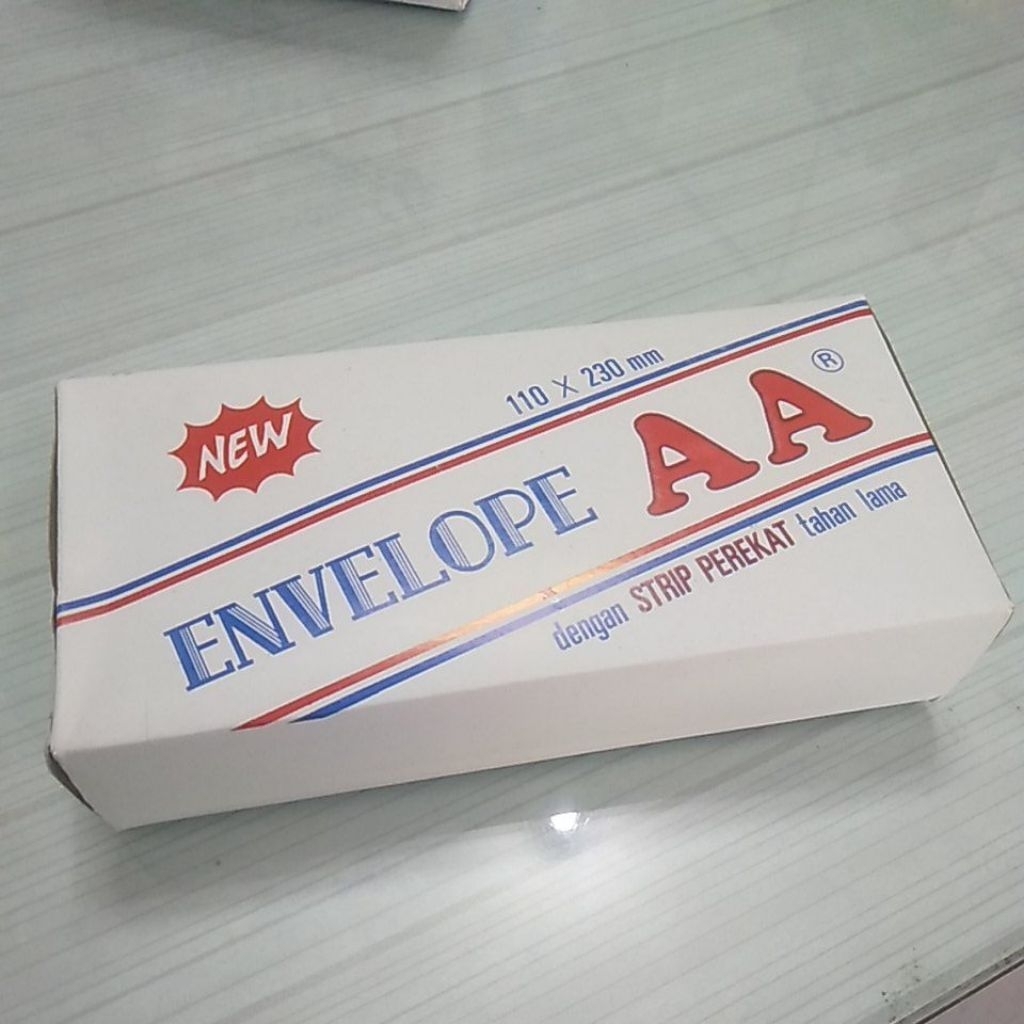 NEW
110 X 230 mm
ENVELOPE AA ®
dengan STRIP PEREKAT tahan lama